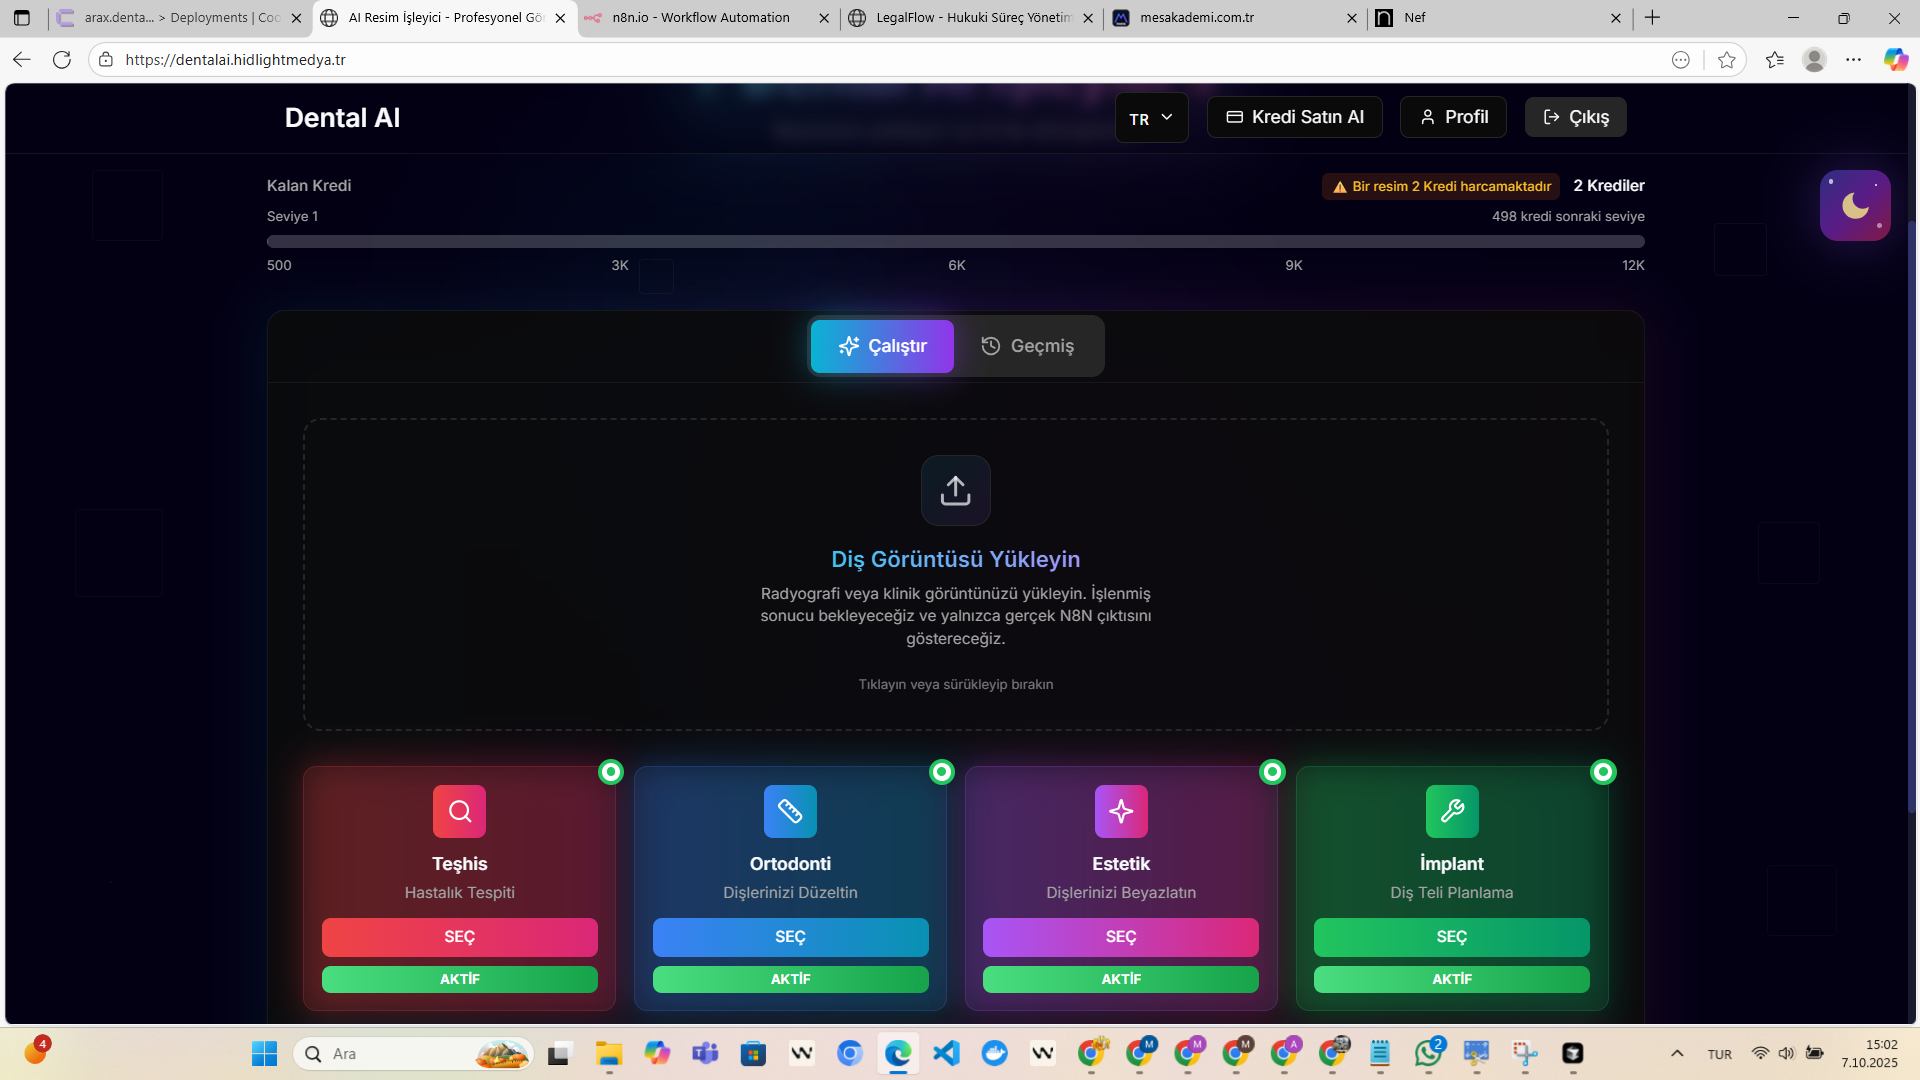 arax.denta... > Deployments | Coo
AI Resim İşleyici - Profesyonel Gö
n8n.io - Workflow Automation
LegalFlow - Hukuki Süreç Yönetim
mesakademi.com.tr
Nef
https://dentalai.hidlightmedya.tr
Dental AI
TR
Kredi Satın Al
Profil
Çıkış
Kalan Kredi
Bir resim 2 Kredi harcamaktadır
2 Krediler
Seviye 1
498 kredi sonraki seviye
500
3K
6K
9K
12K
Çalıştır
Geçmiş
Diş Görüntüsü Yükleyin
Radyografi veya klinik görüntünüzü yükleyin. İşlenmiş
sonucu bekleyeceğiz ve yalnızca gerçek N8N çıktısını
göstereceğiz.
Tıklayın veya sürükleyip bırakın
Teşhis
Hastalık Tespiti
SEÇ
AKTİF
Ortodonti
Dişlerinizi Düzeltin
SEÇ
AKTİF
Estetik
Dişlerinizi Beyazlatın
SEÇ
AKTİF
İmplant
Diş Teli Planlama
SEÇ
AKTİF
4
Ara
M
M
M
A
2
TUR
15:02
7.10.2025